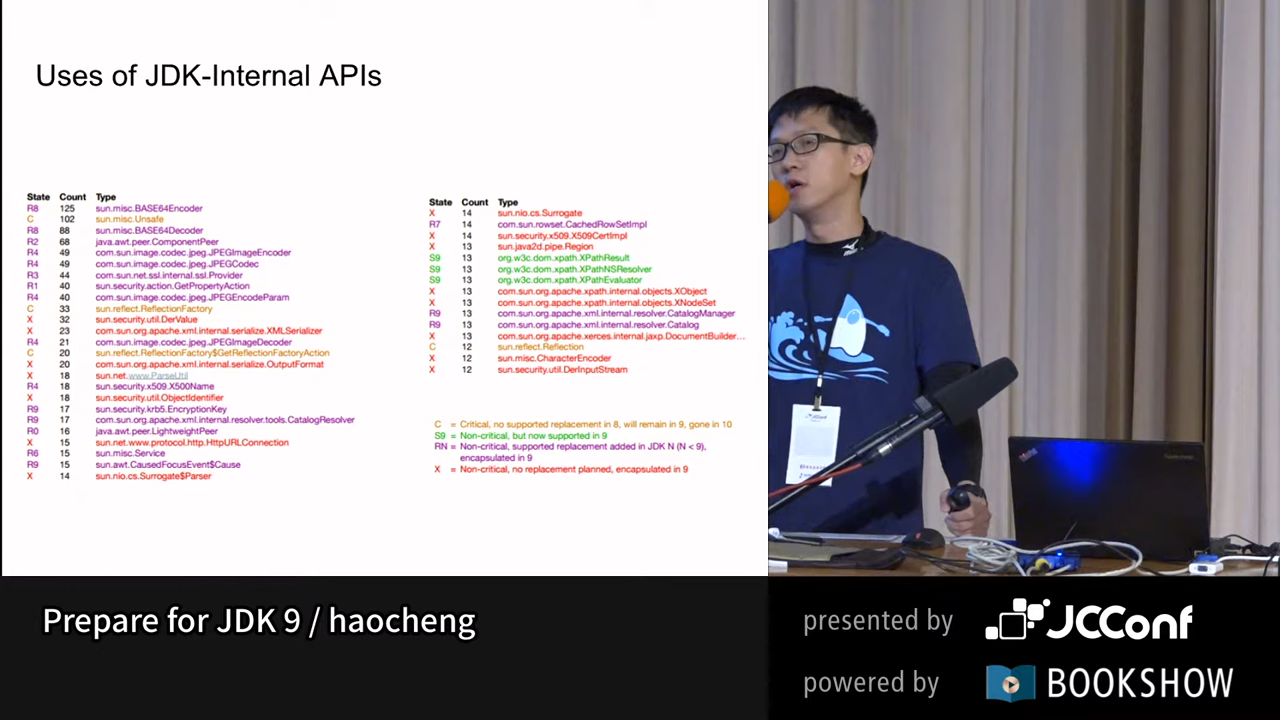 Uses of JDK-Internal APIs
State Count Type
R8 125 sun.misc.BASE64Encoder
C 102 sun.misc.Unsafe
R8 88 sun.misc.BASE64Decoder
R2 68 java.awt.peer.ComponentPeer
R4 49 com.sun.image.codec.jpeg.JPEGImageEncoder
R4 49 com.sun.image.codec.jpeg.JPEGCodec
R3 44 com.sun.net.ssl.internal.ssl.Provider
R1 40 sun.security.action.GetPropertyAction
R4 40 com.sun.image.codec.jpeg.JPEGEncodeParam
C 33 sun.reflect.ReflectionFactory
X 32 sun.security.util.DerValue
X 23 com.sun.org.apache.xml.internal.serialize.XMLSerializer
R4 21 com.sun.image.codec.jpeg.JPEGImageDecoder
C 20 sun.reflect.ReflectionFactory$GetReflectionFactoryAction
X 20 com.sun.org.apache.xml.internal.serialize.OutputFormat
X 18 sun.net.www.ParseUtil
R4 18 sun.security.x509.X500Name
X 18 sun.security.util.ObjectIdentifier
R9 17 sun.security.krb5.EncryptionKey
R9 17 com.sun.org.apache.xml.internal.resolver.tools.CatalogResolver
R0 16 java.awt.peer.LightweightPeer
X 15 sun.net.www.protocol.http.HttpURLConnection
R6 15 sun.misc.Service
R9 15 sun.awt.CausedFocusEvent$Cause
X 14 sun.nio.cs.Surrogate$Parser
State Count Type
X 14 sun.nio.cs.Surrogate
R7 14 com.sun.rowset.CachedRowSetImpl
X 14 sun.security.x509.X509CertImpl
X 13 sun.java2d.pipe.Region
S9 13 org.w3c.dom.xpath.XPathResult
S9 13 org.w3c.dom.xpath.XPathNSResolver
S9 13 org.w3c.dom.xpath.XPathEvaluator
X 13 com.sun.org.apache.xpath.internal.objects.XObject
X 13 com.sun.org.apache.xpath.internal.objects.XNodeSet
R9 13 com.sun.org.apache.xml.internal.resolver.CatalogManager
R9 13 com.sun.org.apache.xml.internal.resolver.Catalog
X 13 com.sun.org.apache.xerces.internal.jaxp.DocumentBuilder…
C 12 sun.reflect.Reflection
X 12 sun.misc.CharacterEncoder
X 12 sun.security.util.DerInputStream
C = Critical, no supported replacement in 8, will remain in 9, gone in 10
S9 = Non-critical, but now supported in 9
RN = Non-critical, supported replacement added in JDK N (N < 9),
encapsulated in 9
X = Non-critical, no replacement planned, encapsulated in 9
Prepare for JDK 9 / haocheng
presented by JCConf
powered by BOOKSHOW